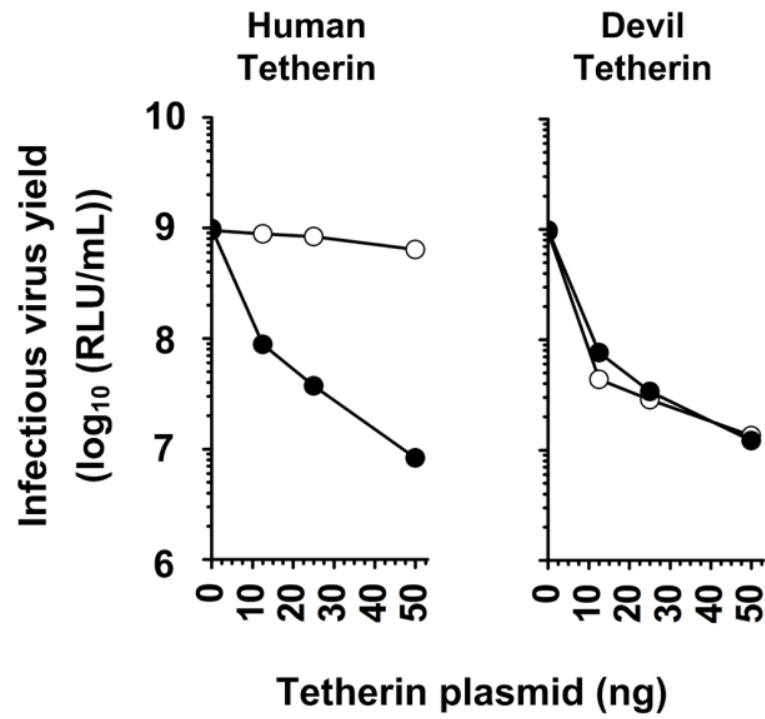 Human
Tetherin
Devil
Tetherin
Infectious virus yield
(log₁₀ (RLU/mL))
10
9
8
7
6
0 10 20 30 40 50
0 10 20 30 40 50
Tetherin plasmid (ng)